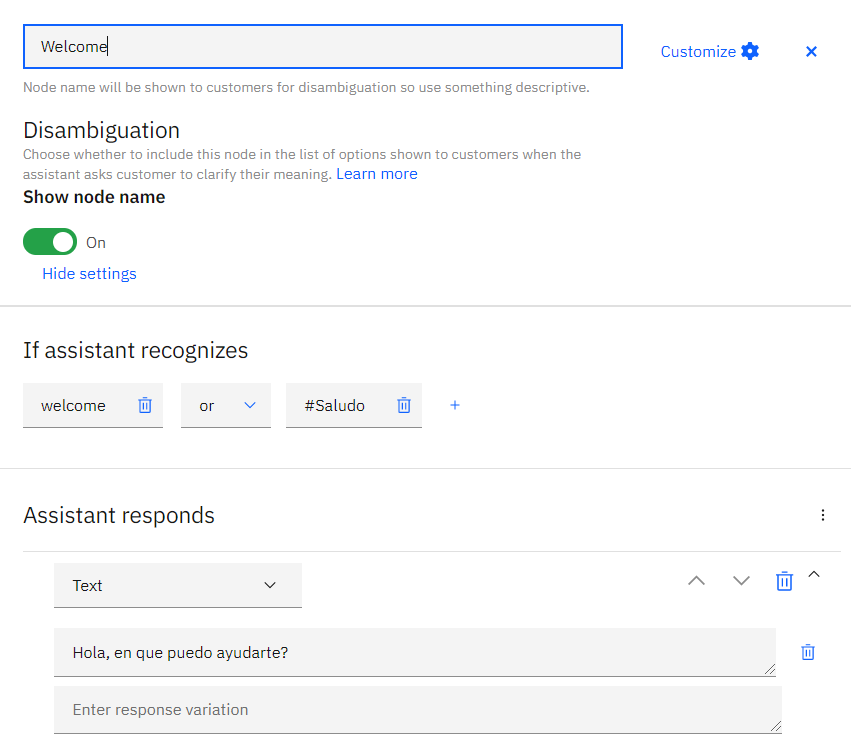 Welcome
Customize
Node name will be shown to customers for disambiguation so use something descriptive.
Disambiguation
Choose whether to include this node in the list of options shown to customers when the
assistant asks customer to clarify their meaning. Learn more
Show node name
On
Hide settings
If assistant recognizes
welcome or #Saludo
Assistant responds
Text
Hola, en que puedo ayudarte?
Enter response variation